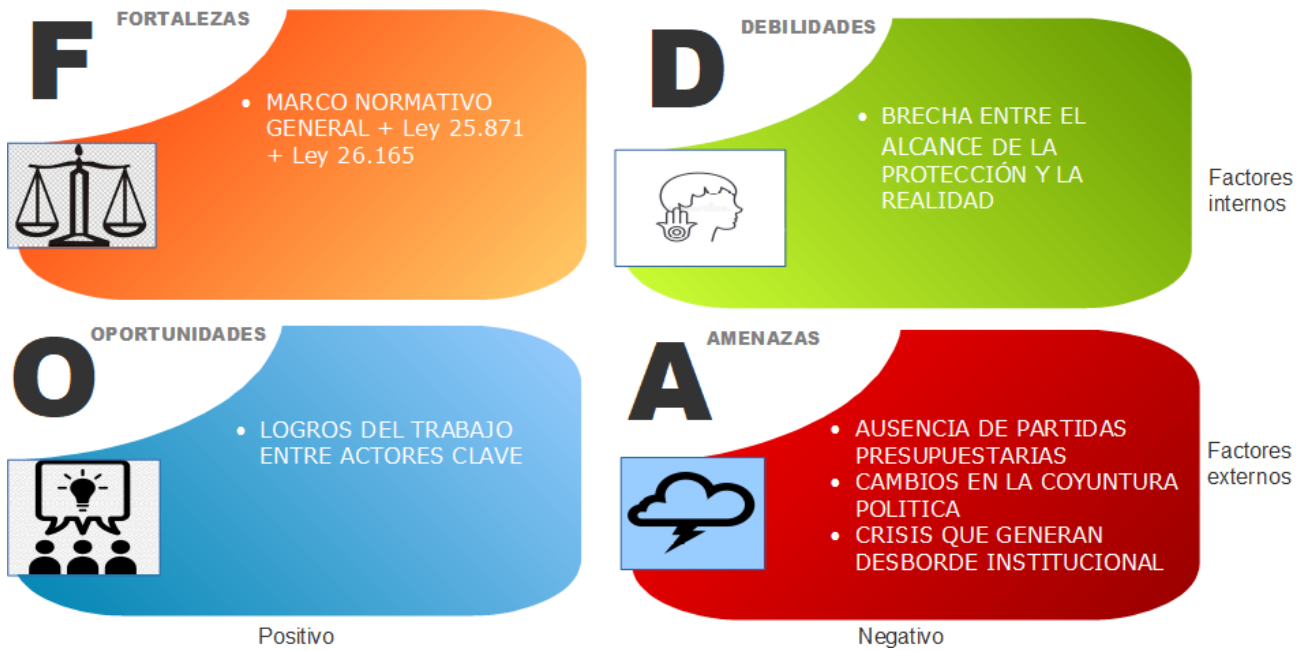 F
FORTALEZAS
• MARCO NORMATIVO
GENERAL + Ley 25.871
+ Ley 26.165
D
DEBILIDADES
• BRECHA ENTRE EL
ALCANCE DE LA
PROTECCIÓN Y LA
REALIDAD
Factores
internos
O
OPORTUNIDADES
• LOGROS DEL TRABAJO
ENTRE ACTORES CLAVE
A
AMENAZAS
• AUSENCIA DE PARTIDAS
PRESUPUESTARIAS
• CAMBIOS EN LA COYUNTURA
POLITICA
• CRISIS QUE GENERAN
DESBORDE INSTITUCIONAL
Factores
externos
Positivo
Negativo